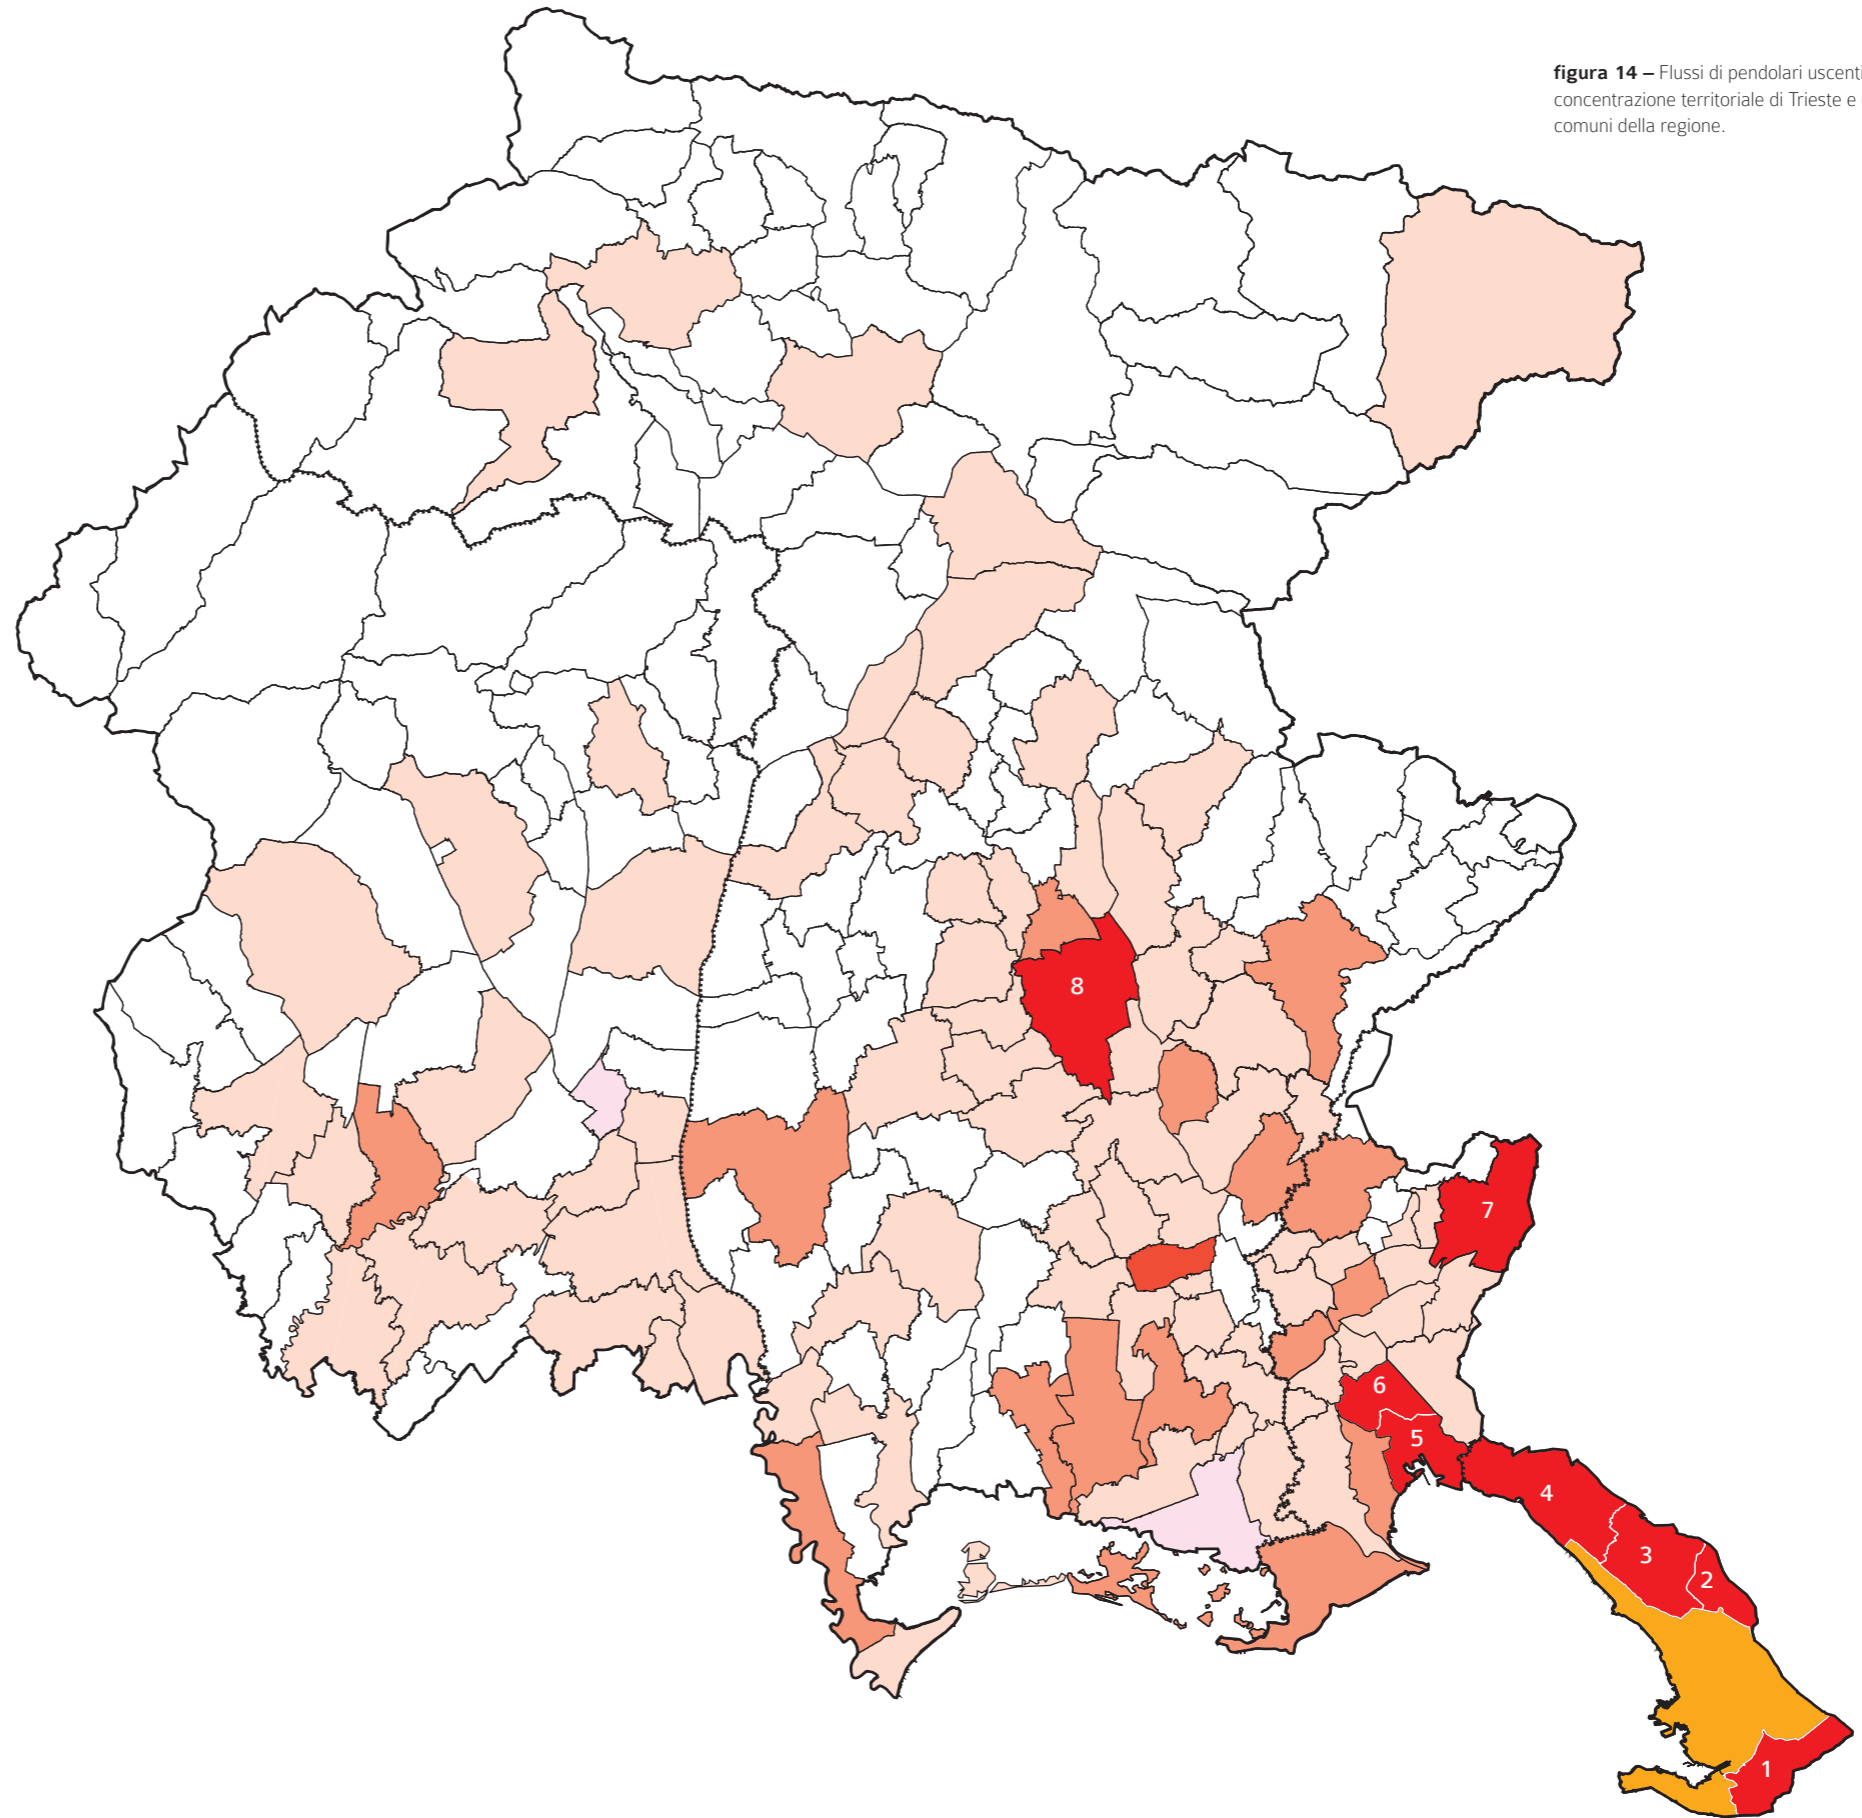 figura 14 – Flussi di pendolari uscenti
concentrazione territoriale di Trieste e
comuni della regione.
8
7
6
5
4
3
2
1